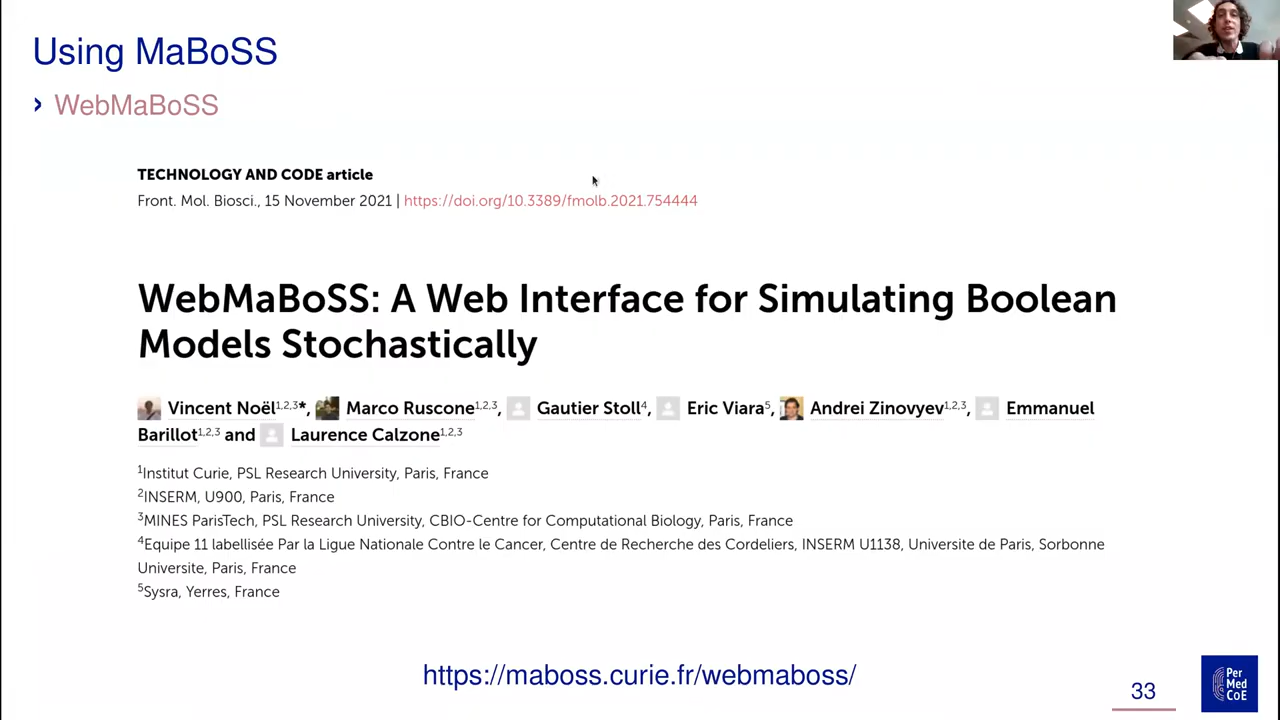 Using MaBoSS
› WebMaBoSS
TECHNOLOGY AND CODE article
Front. Mol. Biosci., 15 November 2021 | https://doi.org/10.3389/fmolb.2021.754444
WebMaBoSS: A Web Interface for Simulating Boolean
Models Stochastically
Vincent Noël1,2,3*, Marco Ruscone1,2,3, Gautier Stoll4, Eric Viara5, Andrei Zinovyev1,2,3, Emmanuel
Barillot1,2,3 and Laurence Calzone1,2,3
1Institut Curie, PSL Research University, Paris, France
2INSERM, U900, Paris, France
3MINES ParisTech, PSL Research University, CBIO-Centre for Computational Biology, Paris, France
4Equipe 11 labellisée Par la Ligue Nationale Contre le Cancer, Centre de Recherche des Cordeliers, INSERM U1138, Universite de Paris, Sorbonne
Universite, Paris, France
5Sysra, Yerres, France
https://maboss.curie.fr/webmaboss/
33
Per
Med
CoE